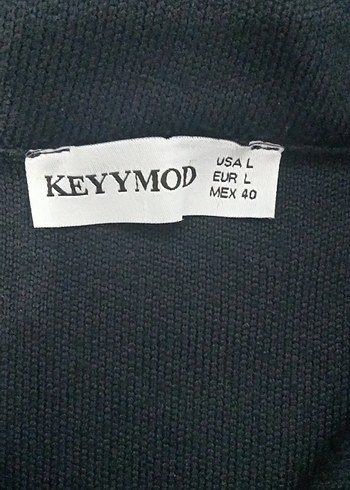 KEYYMOD
USA L
EUR L
MEX 40